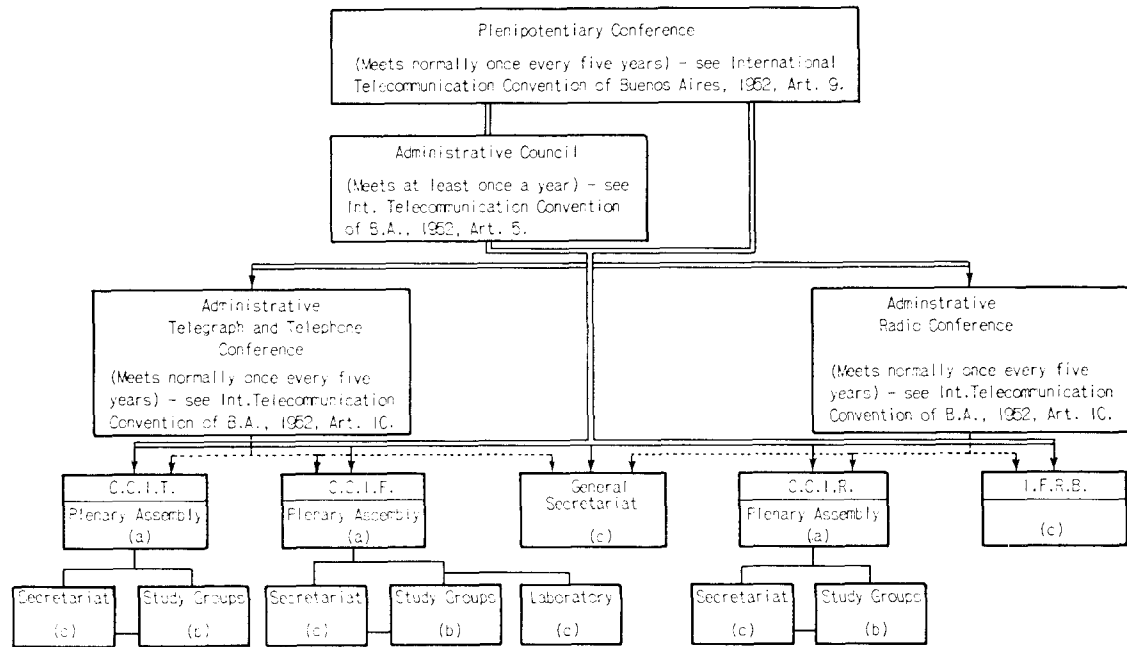 Plenipotentiary Conference
(Meets normally once every five years) - see International
Telecommunication Convention of Buenos Aires, 1952, Art. 9.
Administrative Council
(Meets at least once a year) - see
Int. Telecommunication Convention
of B.A., 1952, Art. 5.
Administrative
Telegraph and Telephone
Conference
(Meets normally once every five
years) - see Int.Telecommunication
Convention of B.A., 1952, Art. 10.
Adminstrative
Radio Conference
(Meets normally once every five
years) - see Int.Telecommunication
Convention of B.A., 1952, Art. 10.
C.C.I.T.
Plenary Assembly
(a)
C.C.I.F.
Plenary Assembly
(a)
General
Secretariat
(c)
C.C.I.R.
Plenary Assembly
(a)
I.F.R.B.
(c)
Secretariat
(c)
Study Groups
(b)
Secretariat
(c)
Study Groups
(b)
Laboratory
(c)
Secretariat
(c)
Study Groups
(b)